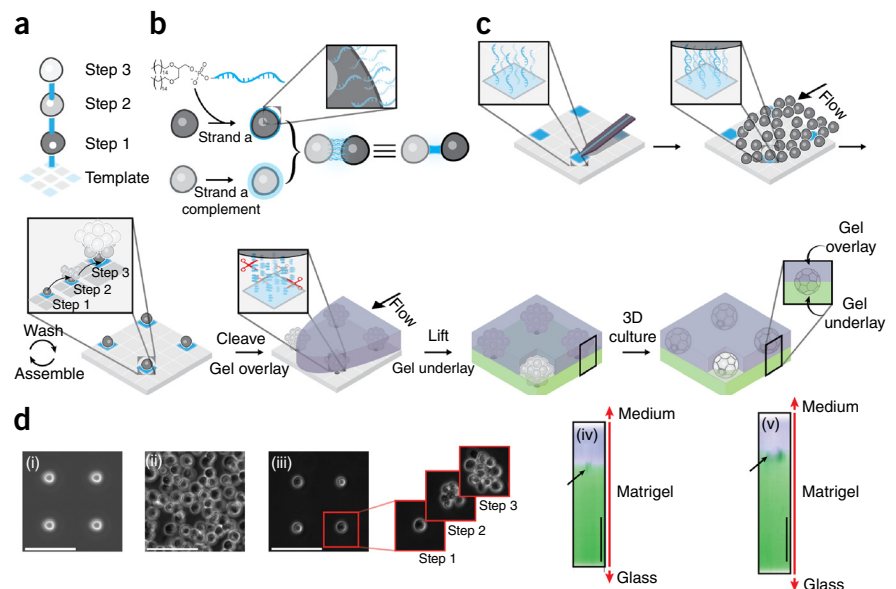 a
Step 3
Step 2
Step 1
Template
b
14
14
O
O
O
P
O
O
O
Strand a
Strand a
complement
c
Flow
Step 3
Step 2
Step 1
Wash
Assemble
Cleave
Gel overlay
Flow
Lift
Gel underlay
3D
culture
Gel
overlay
Gel
underlay
d
(i)
(ii)
(iii)
Step 3
Step 2
Step 1
(iv)
Medium
Matrigel
Glass
(v)
Medium
Matrigel
Glass